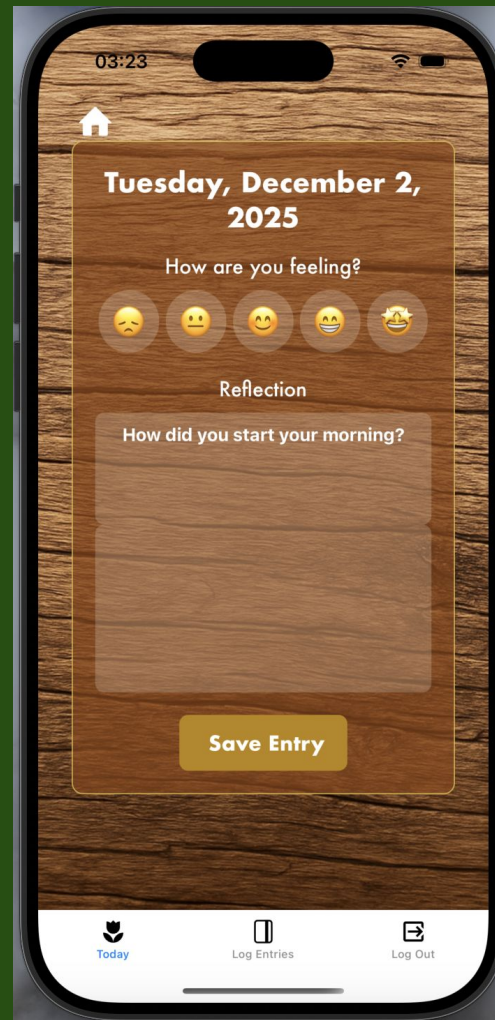 03:23
Tuesday, December 2,
2025
How are you feeling?
Reflection
How did you start your morning?
Save Entry
Today
Log Entries
Log Out